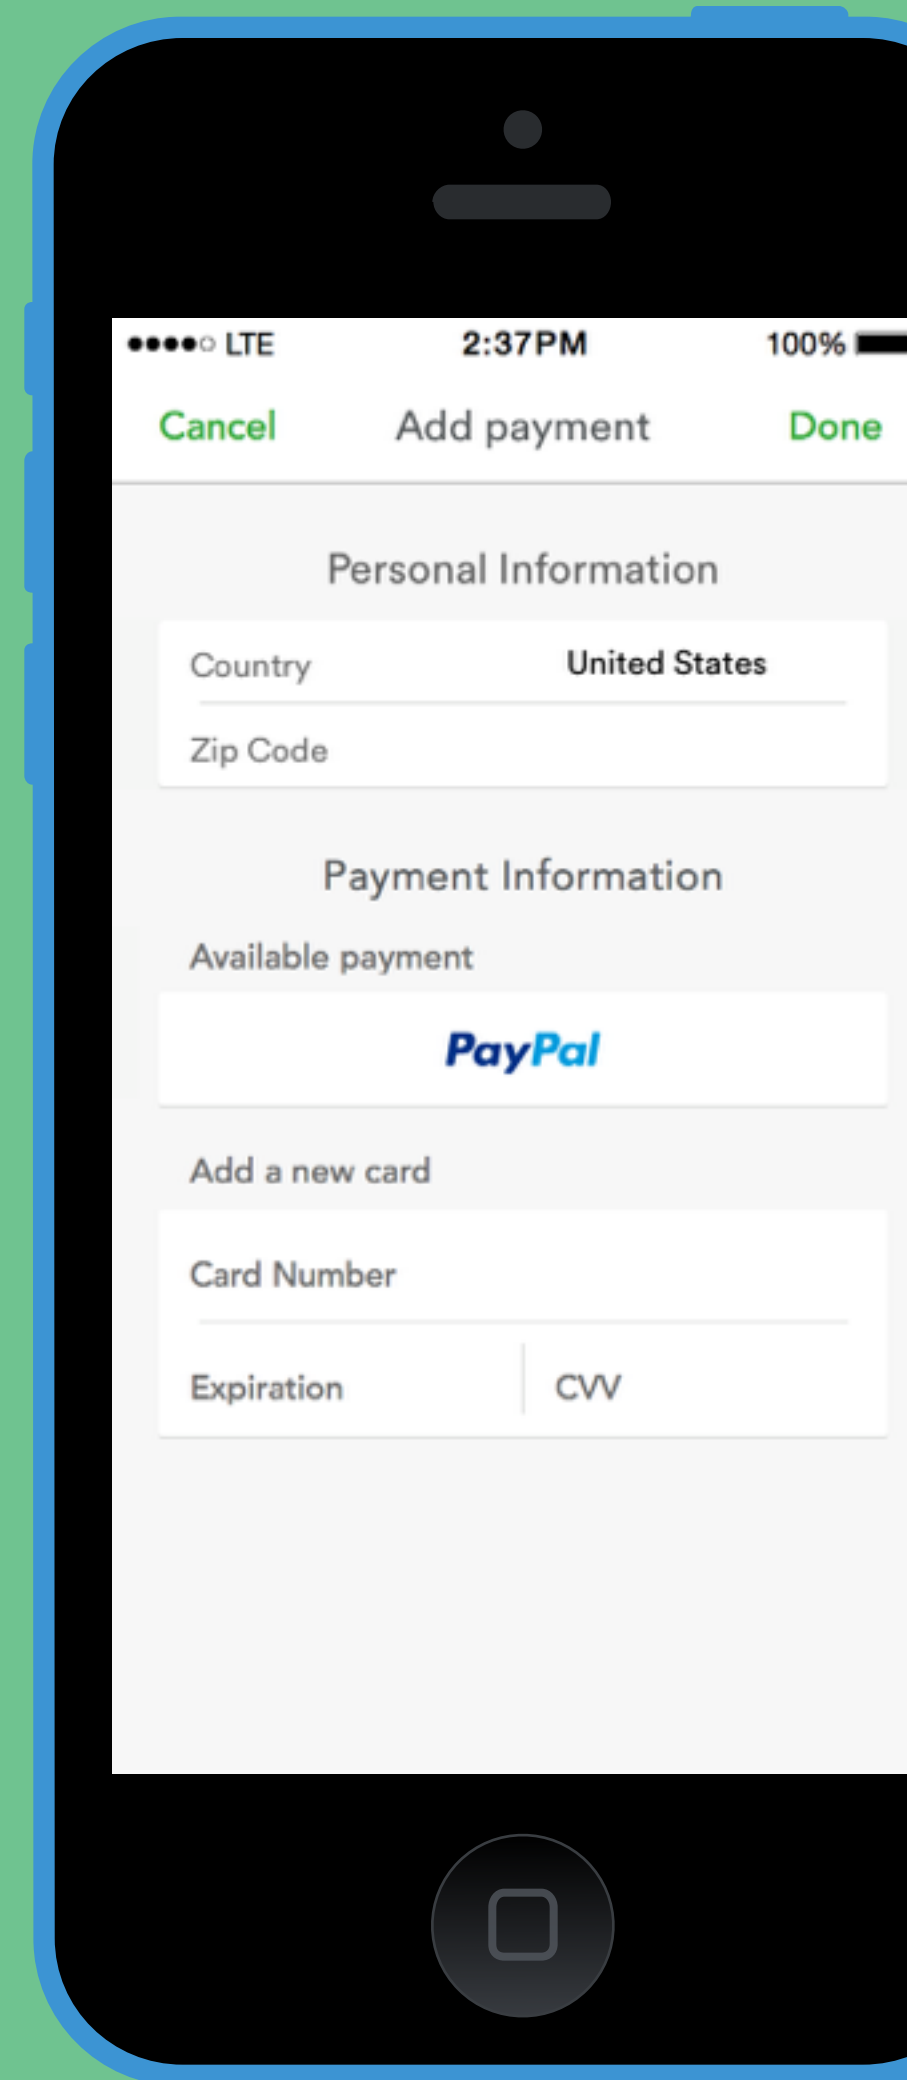 LTE 2:37PM 100%
Cancel Add payment Done
Personal Information
Country United States
Zip Code
Payment Information
Available payment
PayPal
Add a new card
Card Number
Expiration CVV